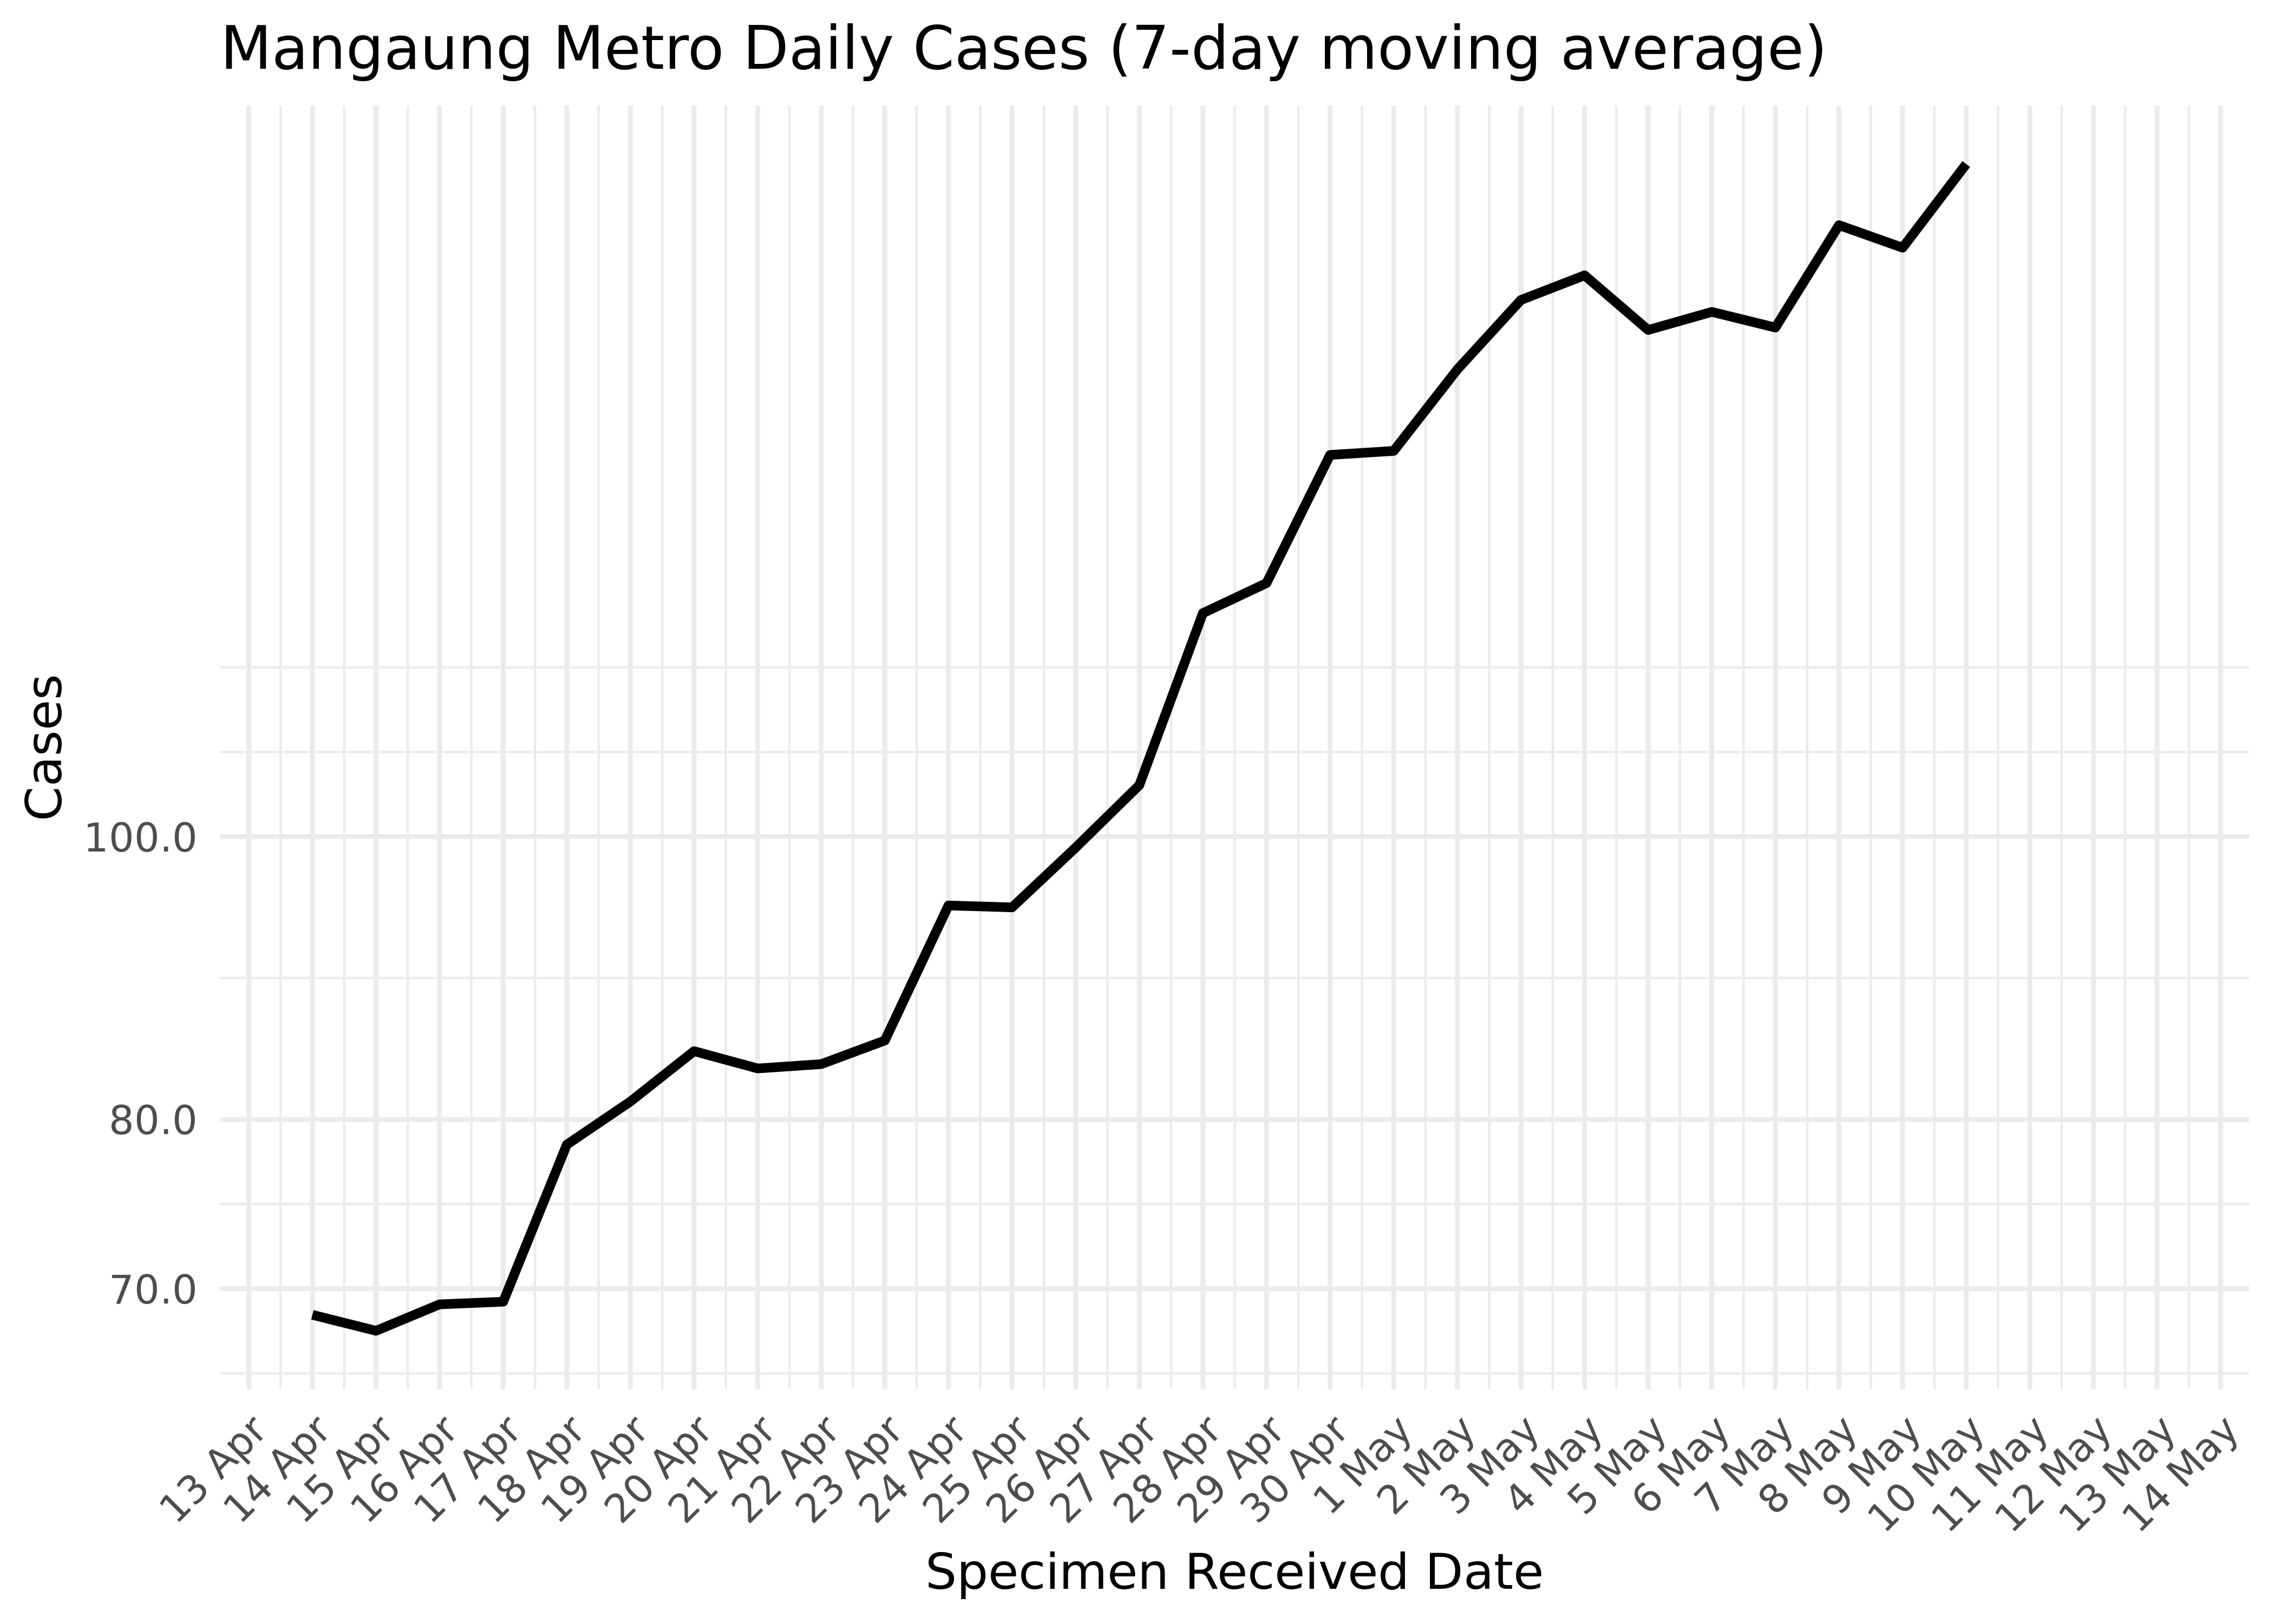 Mangaung Metro Daily Cases (7-day moving average)
Cases
100.0
80.0
70.0
13 Apr
14 Apr
15 Apr
16 Apr
17 Apr
18 Apr
19 Apr
20 Apr
21 Apr
22 Apr
23 Apr
24 Apr
25 Apr
26 Apr
27 Apr
28 Apr
29 Apr
30 Apr
1 May
2 May
3 May
4 May
5 May
6 May
7 May
8 May
9 May
10 May
11 May
12 May
13 May
14 May
Specimen Received Date